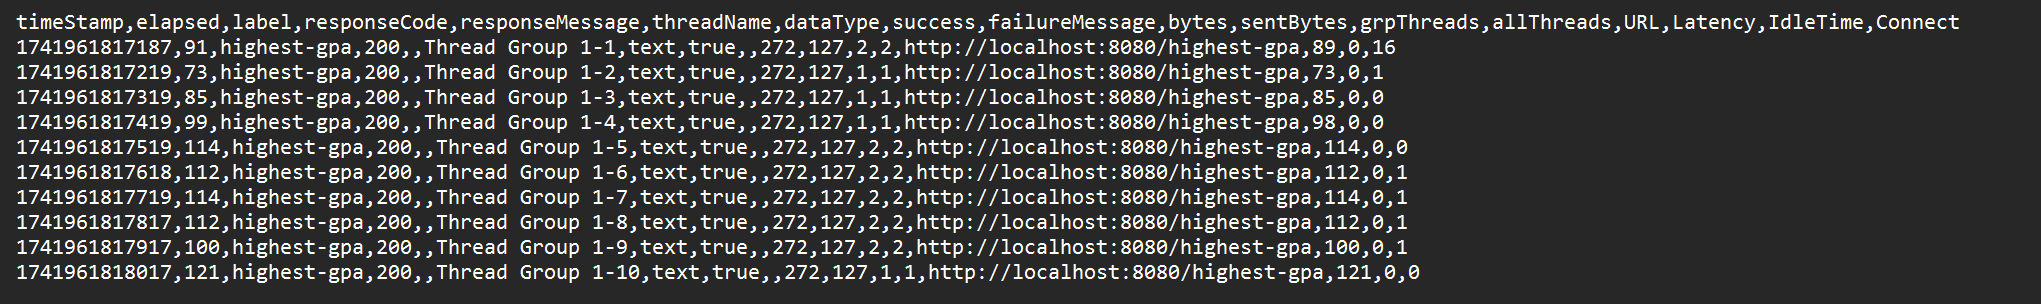 timeStamp,elapsed,label,responseCode,responseMessage,threadName,dataType,success,failureMessage,bytes,sentBytes,grpThreads,allThreads,URL,Latency,IdleTime,Connect
1741961817187,91,highest-gpa,200,,Thread Group 1-1,text,true,,272,127,2,2,http://localhost:8080/highest-gpa,89,0,16
1741961817219,73,highest-gpa,200,,Thread Group 1-2,text,true,,272,127,1,1,http://localhost:8080/highest-gpa,73,0,1
1741961817319,85,highest-gpa,200,,Thread Group 1-3,text,true,,272,127,1,1,http://localhost:8080/highest-gpa,85,0,0
1741961817419,99,highest-gpa,200,,Thread Group 1-4,text,true,,272,127,1,1,http://localhost:8080/highest-gpa,98,0,0
1741961817519,114,highest-gpa,200,,Thread Group 1-5,text,true,,272,127,2,2,http://localhost:8080/highest-gpa,114,0,0
1741961817618,112,highest-gpa,200,,Thread Group 1-6,text,true,,272,127,2,2,http://localhost:8080/highest-gpa,112,0,1
1741961817719,114,highest-gpa,200,,Thread Group 1-7,text,true,,272,127,2,2,http://localhost:8080/highest-gpa,114,0,1
1741961817817,112,highest-gpa,200,,Thread Group 1-8,text,true,,272,127,2,2,http://localhost:8080/highest-gpa,112,0,1
1741961817917,100,highest-gpa,200,,Thread Group 1-9,text,true,,272,127,2,2,http://localhost:8080/highest-gpa,100,0,1
1741961818017,121,highest-gpa,200,,Thread Group 1-10,text,true,,272,127,1,1,http://localhost:8080/highest-gpa,121,0,0